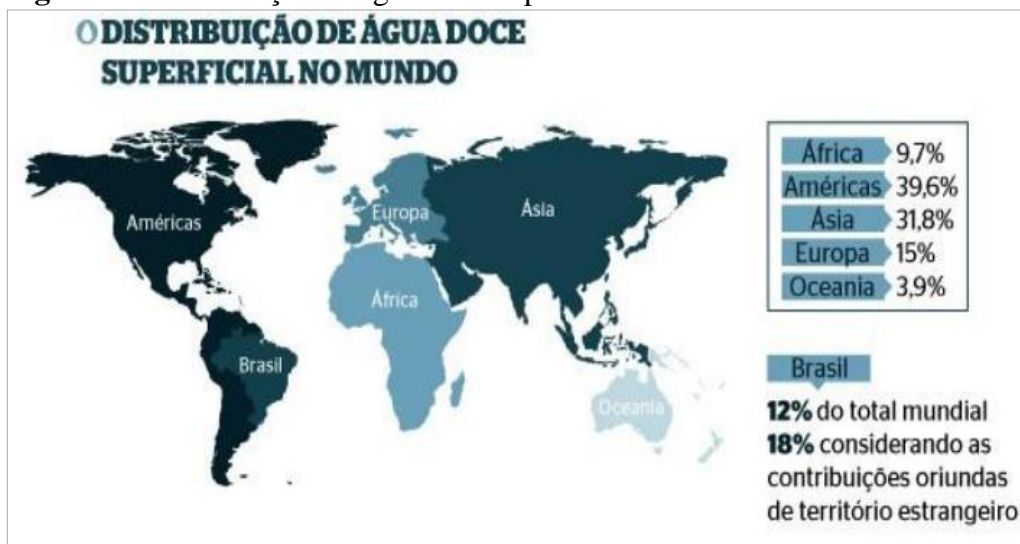 DISTRIBUIÇÃO DE ÁGUA DOCE
SUPERFICIAL NO MUNDO
Américas
Europa
Ásia
África
Brasil
Oceania
África 9,7%
Américas 39,6%
Ásia 31,8%
Europa 15%
Oceania 3,9%
Brasil
12% do total mundial
18% considerando as
contribuições oriundas
de território estrangeiro